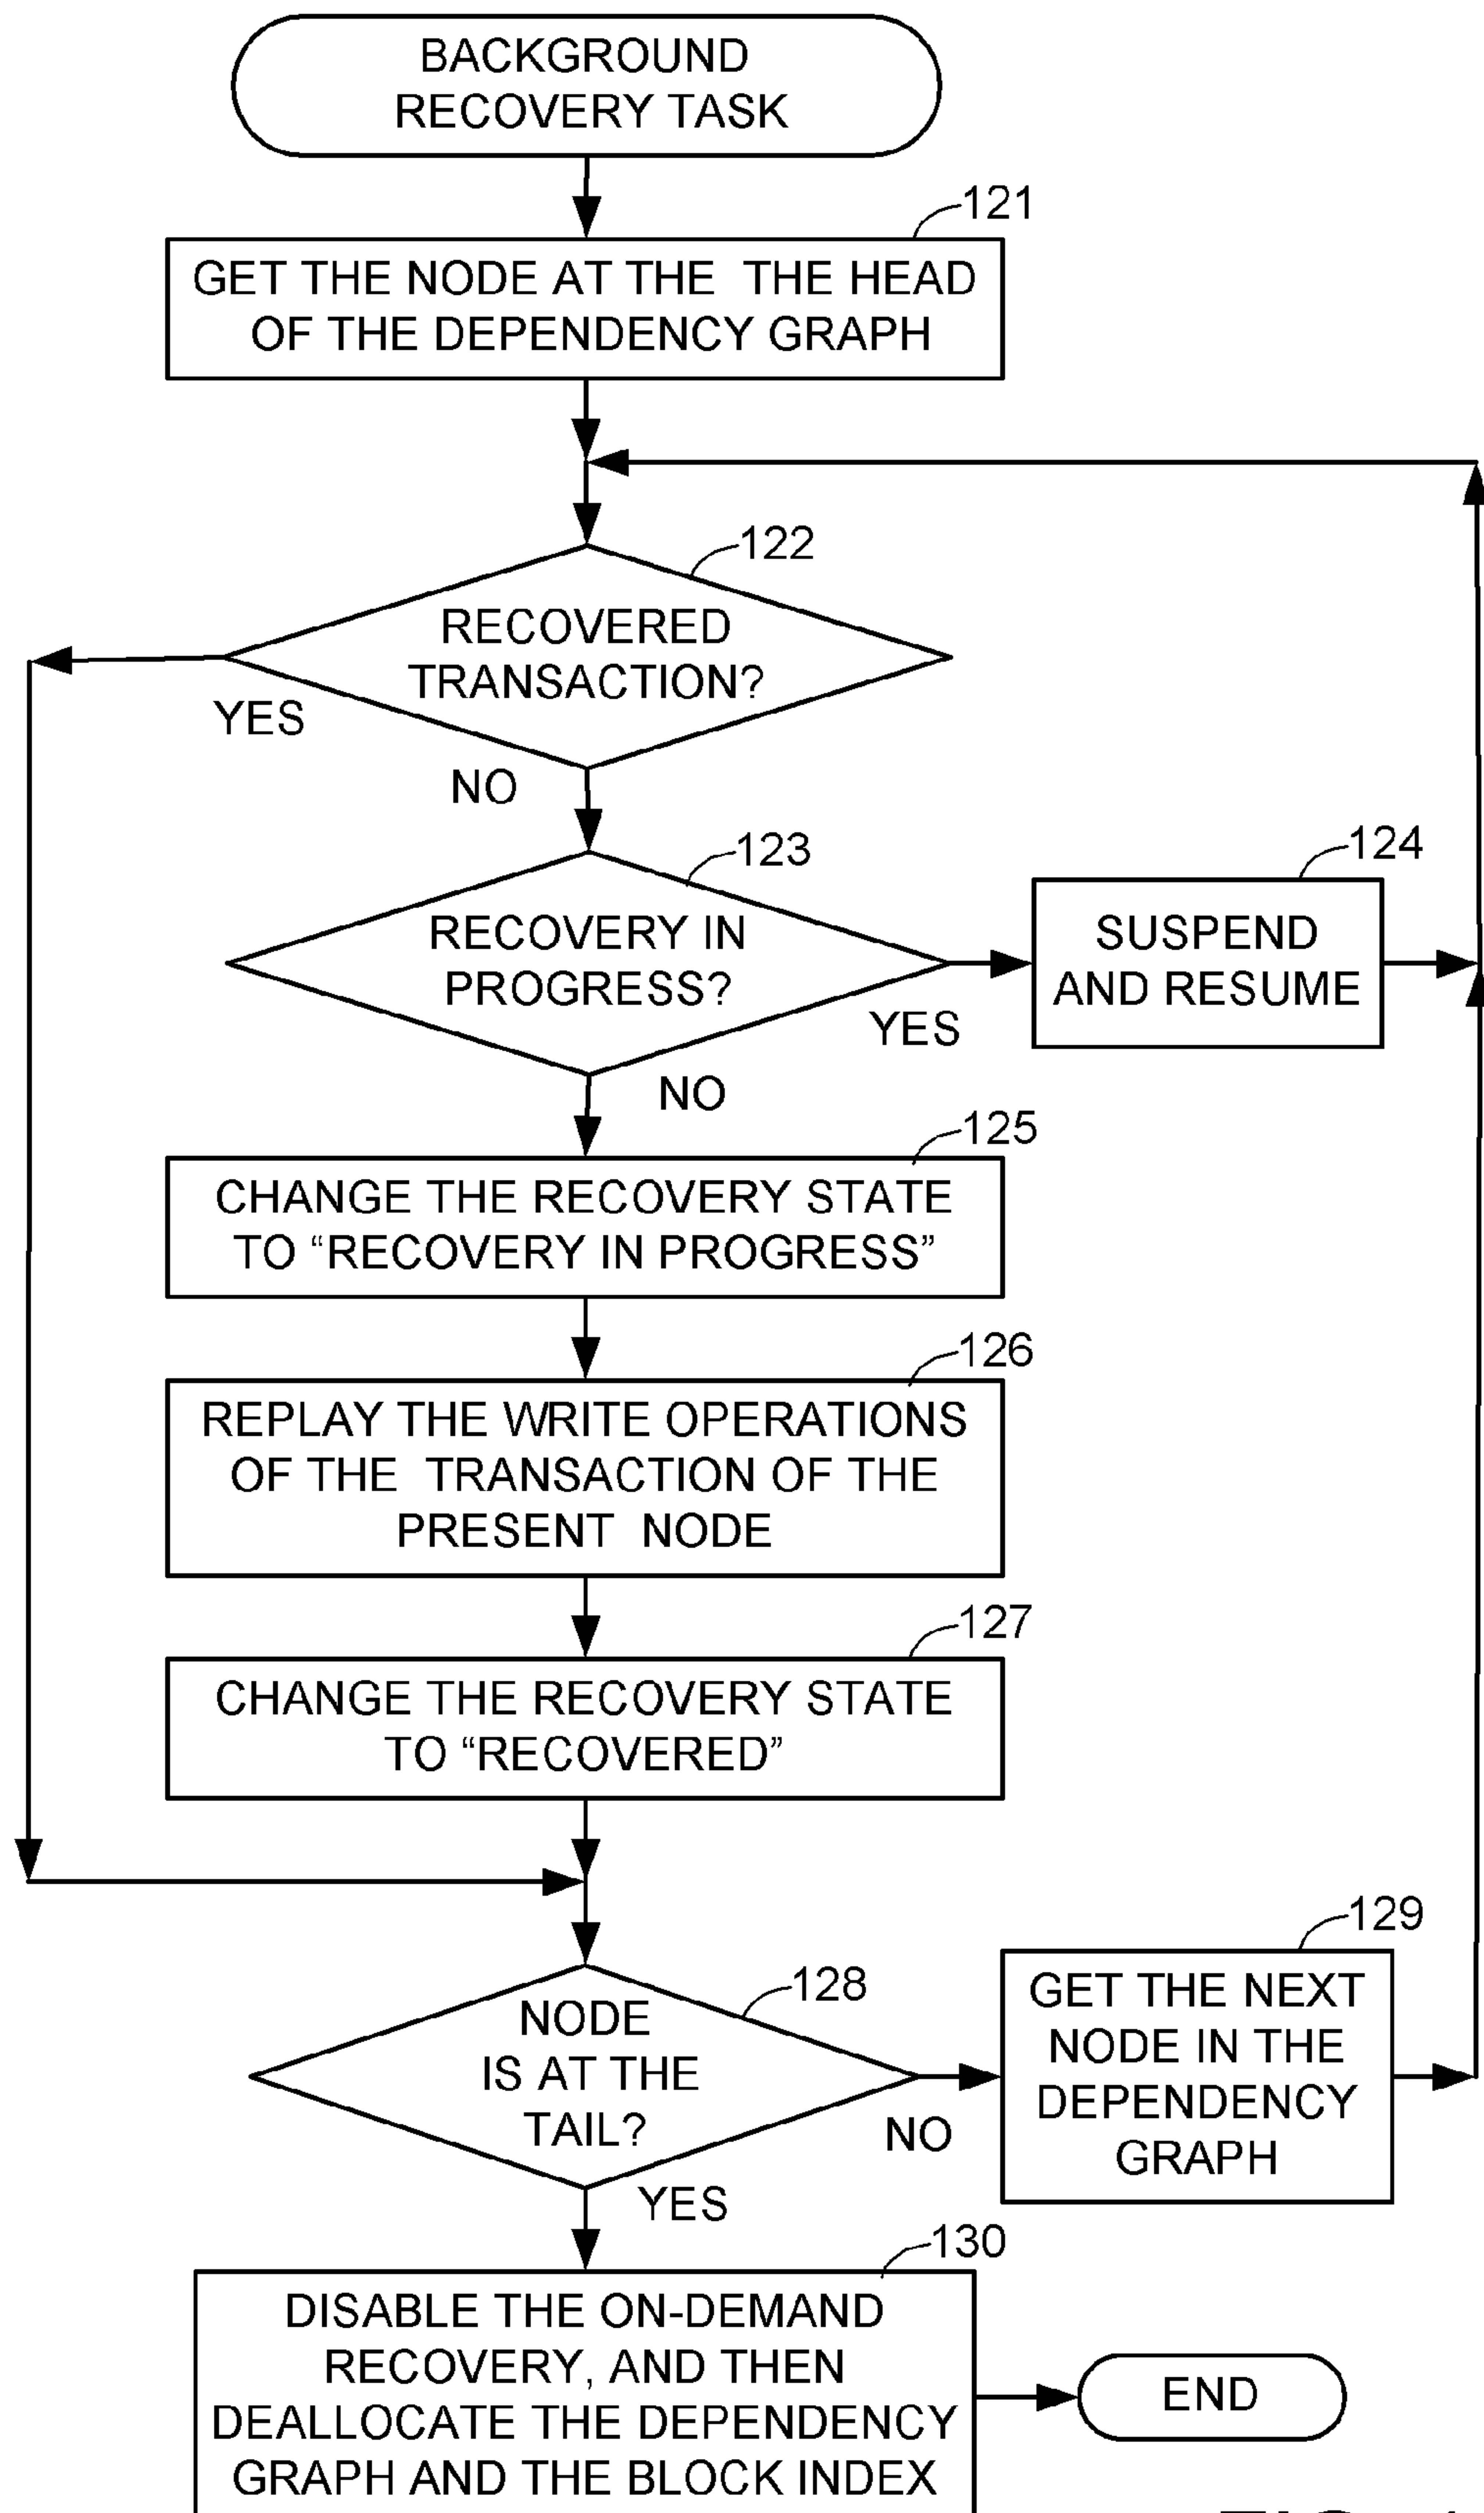 BACKGROUND
RECOVERY TASK
121
GET THE NODE AT THE THE HEAD
OF THE DEPENDENCY GRAPH
122
RECOVERED
TRANSACTION?
YES
NO
123
RECOVERY IN
PROGRESS?
YES
NO
124
SUSPEND
AND RESUME
125
CHANGE THE RECOVERY STATE
TO “RECOVERY IN PROGRESS”
126
REPLAY THE WRITE OPERATIONS
OF THE TRANSACTION OF THE
PRESENT NODE
127
CHANGE THE RECOVERY STATE
TO “RECOVERED”
128
NODE
IS AT THE
TAIL?
NO
YES
129
GET THE NEXT
NODE IN THE
DEPENDENCY
GRAPH
130
DISABLE THE ON-DEMAND
RECOVERY, AND THEN
DEALLOCATE THE DEPENDENCY
GRAPH AND THE BLOCK INDEX
END